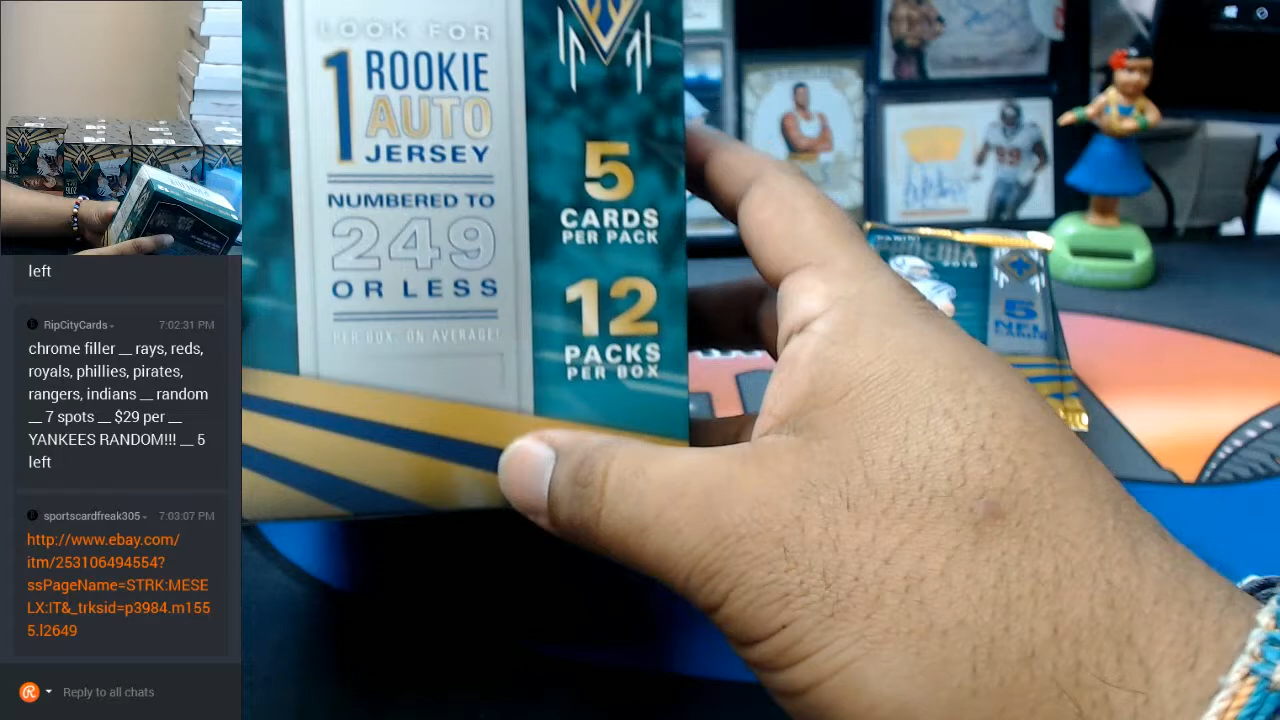 left
RipCityCards
7:02:31 PM
chrome filler __ rays, reds,
royals, phillies, pirates,
rangers, indians __ random
__ 7 spots __ $29 per __
YANKEES RANDOM!!! __ 5
left
sportscardfreak305
7:03:07 PM
http://www.ebay.com/
itm/253106494554?
ssPageName=STRK:MESE
LX:IT&_trksid=p3984.m155
5.l2649
Reply to all chats
LOOK FOR
1 ROOKIE
AUTO
JERSEY
NUMBERED TO
249
OR LESS
PER BOX, ON AVERAGE!
5
CARDS
PER PACK
12
PACKS
PER BOX
PANINI
5
NFL